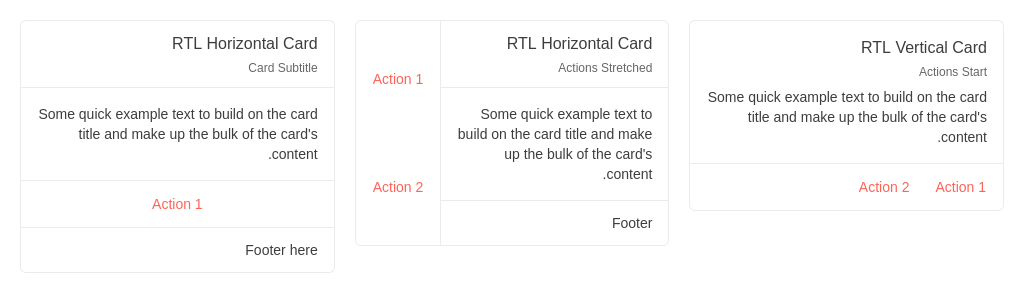 RTL Horizontal Card
Card Subtitle
Some quick example text to build on the card
title and make up the bulk of the card's
.content
Action 1
Footer here
RTL Horizontal Card
Actions Stretched
Some quick example text to
build on the card title and make
up the bulk of the card's
.content
Footer
Action 1
Action 2
RTL Vertical Card
Actions Start
Some quick example text to build on the card
title and make up the bulk of the card's
.content
Action 2 Action 1